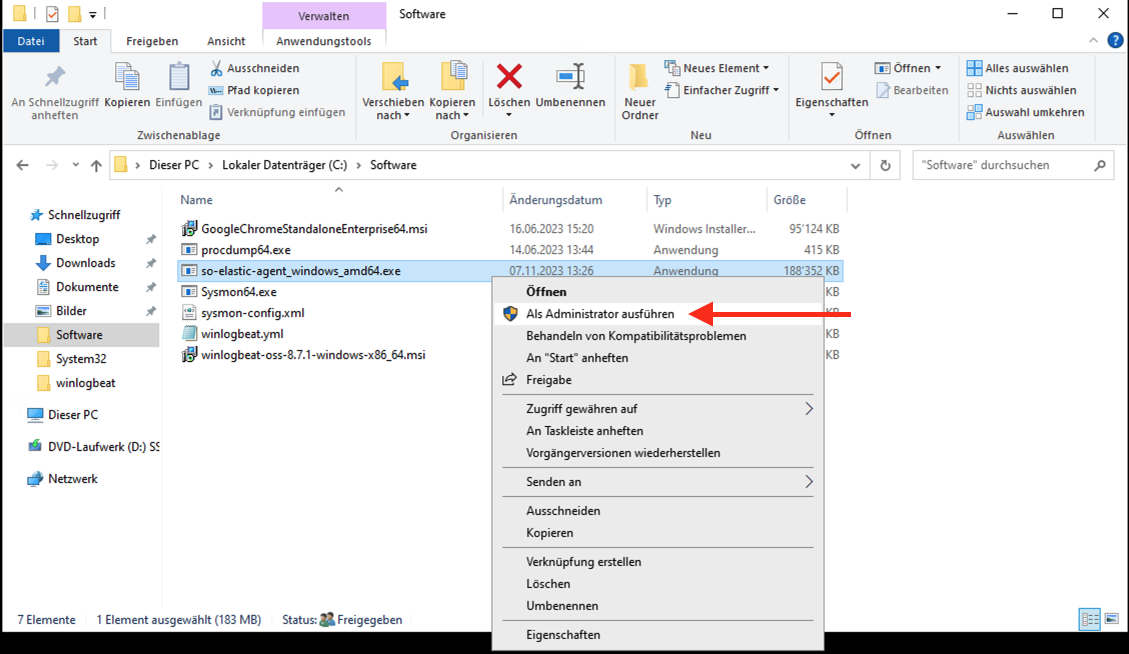 Verwalten
Software
Datei
Start
Freigeben
Ansicht
Anwendungstools
An Schnellzugriff
anheften
Kopieren
Einfügen
Ausschneiden
Pfad kopieren
Verknüpfung einfügen
Zwischenablage
Verschieben
nach
Kopieren
nach
Löschen
Umbenennen
Organisieren
Neuer
Ordner
Neues Element
Einfacher Zugriff
Neu
Eigenschaften
Öffnen
Bearbeiten
Öffnen
Alles auswählen
Nichts auswählen
Auswahl umkehren
Auswählen
Dieser PC › Lokaler Datenträger (C:) › Software
"Software" durchsuchen
Schnellzugriff
Desktop
Downloads
Dokumente
Bilder
Software
System32
winlogbeat
Dieser PC
DVD-Laufwerk (D:) SS
Netzwerk
Name Änderungsdatum Typ Größe
GoogleChromeStandaloneEnterprise64.msi 16.06.2023 15:20 Windows Installer... 95'124 KB
procdump64.exe 14.06.2023 13:44 Anwendung 415 KB
so-elastic-agent_windows_amd64.exe 07.11.2023 13:26 Anwendung 188'352 KB
Sysmon64.exe KB
sysmon-config.xml KB
winlogbeat.yml KB
winlogbeat-oss-8.7.1-windows-x86_64.msi KB
Öffnen
Als Administrator ausführen
Behandeln von Kompatibilitätsproblemen
An "Start" anheften
Freigabe
Zugriff gewähren auf
An Taskleiste anheften
Vorgängerversionen wiederherstellen
Senden an
Ausschneiden
Kopieren
Verknüpfung erstellen
Löschen
Umbenennen
Eigenschaften
7 Elemente
1 Element ausgewählt (183 MB)
Status: Freigegeben